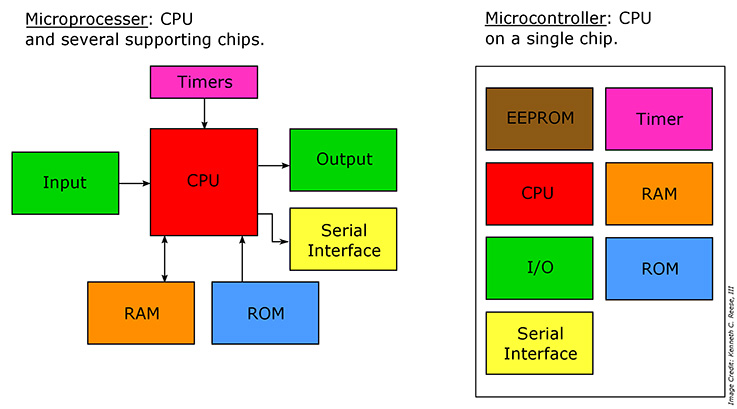 Microprocesser: CPU
and several supporting chips.
Timers
Input
CPU
Output
Serial
Interface
RAM
ROM
Microcontroller: CPU
on a single chip.
EEPROM
Timer
CPU
RAM
I/O
ROM
Serial
Interface
Image Credit: Kenneth C. Reese, III